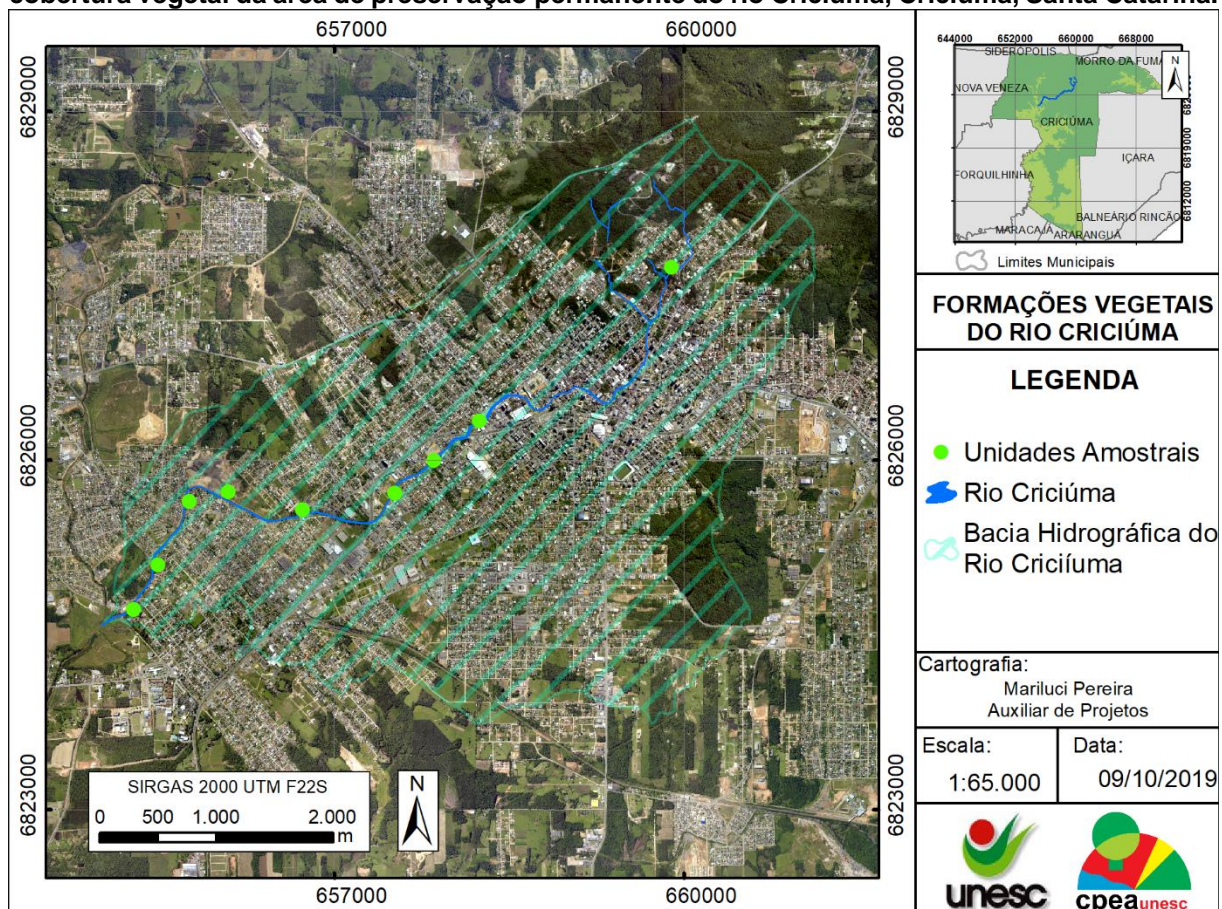 cobertura vegetal da área de preservação permanente do rio Criciúma, Criciúma, Santa Catarina.
657000
660000
6829000
6826000
6823000
6829000
6826000
6823000
SIRGAS 2000 UTM F22S
0 500 1.000 2.000
m
N
657000
660000
644000 652000 660000 668000
SIDERÓPOLIS
MORRO DA FUMA
N
NOVA VENEZA
CRICIÚMA
IÇARA
FORQUILHINHA
BALNEÁRIO RINCÃO
MARACAJÁ
ARARANGUÁ
6819000
6812000
Limites Municipais
FORMAÇÕES VEGETAIS
DO RIO CRICIÚMA
LEGENDA
Unidades Amostrais
Rio Criciúma
Bacia Hidrográfica do
Rio Criciíuma
Cartografia:
Mariluci Pereira
Auxiliar de Projetos
Escala:
1:65.000
Data:
09/10/2019
unesc
cpea unesc